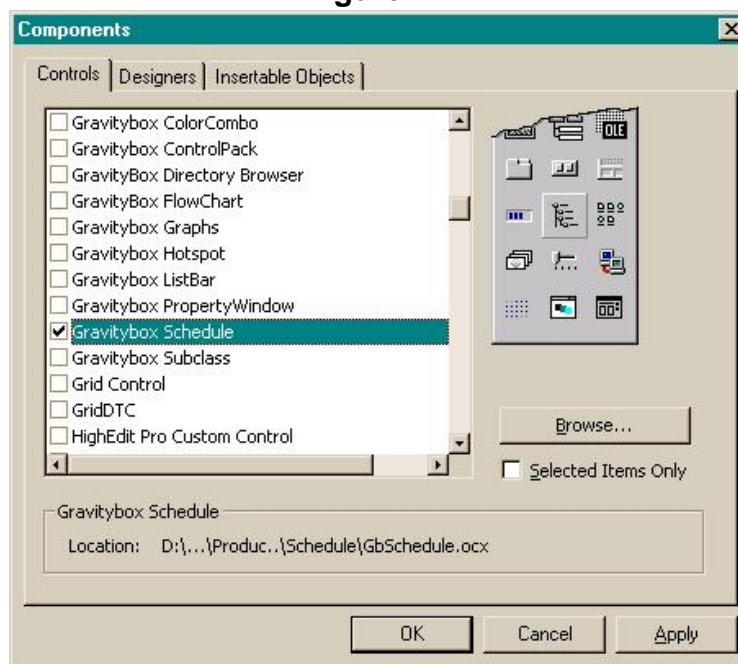 Components
Controls Designers Insertable Objects
Gravitybox ColorCombo
Gravitybox ControlPack
GravityBox Directory Browser
GravityBox FlowChart
Gravitybox Graphs
Gravitybox Hotspot
Gravitybox ListBar
Gravitybox PropertyWindow
Gravitybox Schedule
Gravitybox Subclass
Grid Control
GridDTC
HighEdit Pro Custom Control
OLE
Browse...
Selected Items Only
Gravitybox Schedule
Location: D:\...\Produc..\Schedule\GbSchedule.ocx
OK Cancel Apply